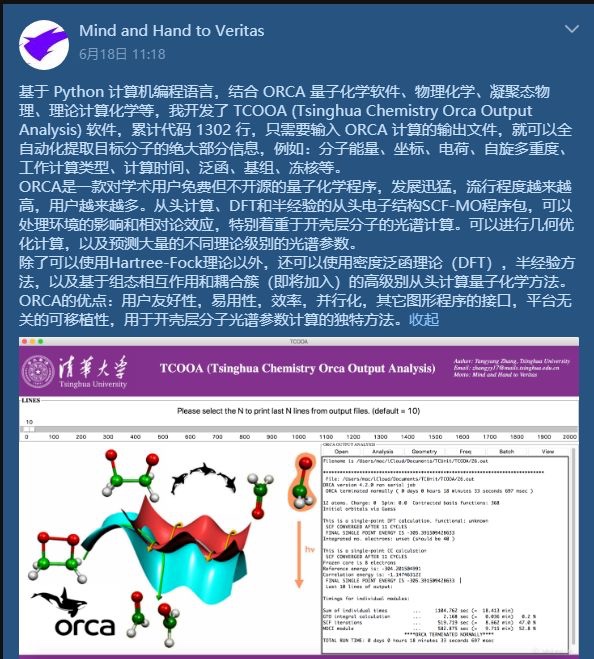 Mind and Hand to Veritas
6月18日 11:18
基于 Python 计算机编程语言，结合 ORCA 量子化学软件、物理化学、凝聚态物
理、理论计算化学等，我开发了 TCOOA (Tsinghua Chemistry Orca Output
Analysis) 软件，累计代码 1302 行，只需要输入 ORCA 计算的输出文件，就可以全
自动化提取目标分子的绝大部分信息，例如：分子能量、坐标、电荷、自旋多重度、
工作计算类型、计算时间、泛函、基组、冻核等。
ORCA是一款对学术用户免费但不开源的量子化学程序，发展迅猛，流行程度越来越
高，用户越来越多。从头计算、DFT和半经验的从头电子结构SCF-MO程序包，可以
处理环境的影响和相对论效应，特别着重于开壳层分子的光谱计算。可以进行几何优
化计算，以及预测大量的不同理论级别的光谱参数。
除了可以使用Hartree-Fock理论以外，还可以使用密度泛函理论（DFT），半经验方
法，以及基于组态相互作用和耦合簇（即将加入）的高级别从头计算量子化学方法。
ORCA的优点：用户友好性，易用性，效率，并行化，其它图形程序的接口，平台无
关的可移植性，用于开壳层分子光谱参数计算的独特方法。收起
TCOOA
清华大学
Tsinghua University
TCOOA (Tsinghua Chemistry Orca Output Analysis)
Author: Yangyang Zhang, Tsinghua University
Email: zhangyy17@mails.tsinghua.edu.cn
Motto: Mind and Hand to Veritas
LINES
Please select the N to print last N lines from output files. (default = 10)
10
0 100 200 300 400 500 600 700 800 900 1000 1100 1200 1300 1400 1500 1600 1700 1800 1900 2000
ORCA OUTPUT ANALYSIS
Open Analysis Geometry Freq Batch View
Filename is /Users/mac/iCloud/Documents/TCUnit/TCOOA/26.out
File: /Users/mac/iCloud/Documents/TCUnit/TCOOA/26.out
ORCA version 4.2.0 non serial job
ORCA terminated normally ( 0 days 0 hours 18 minutes 33 seconds 697 msec )
12 atoms. Charge: 0 Spin: 0.0 Contracted basis functions: 368
Initial orbitals via Guess
This is a single-point DFT calculation, functional: unknown
SCF CONVERGED AFTER 11 CYCLES
FINAL SINGLE POINT ENERGY IS -305.391509428633
Integrated no. electrons: unset (should be 48 )
This is a single-point CC calculation
SCF CONVERGED AFTER 11 CYCLES
Frozen core is 8 electrons
FINAL SINGLE POINT ENERGY IS -305.391509428633
Last 10 lines of output:
Timings for individual modules:
Sum of individual times ... 1104.762 sec (= 18.413 min)
GTO integral calculation ... 2.168 sec (= 0.036 min) 0.2 %
SCF iterations ... 519.719 sec (= 8.662 min) 47.0 %
MDCI module ... 582.875 sec (= 9.715 min) 52.8 %
****ORCA TERMINATED NORMALLY****
TOTAL RUN TIME: 0 days 0 hours 18 minutes 33 seconds 697 msec
hν
orca